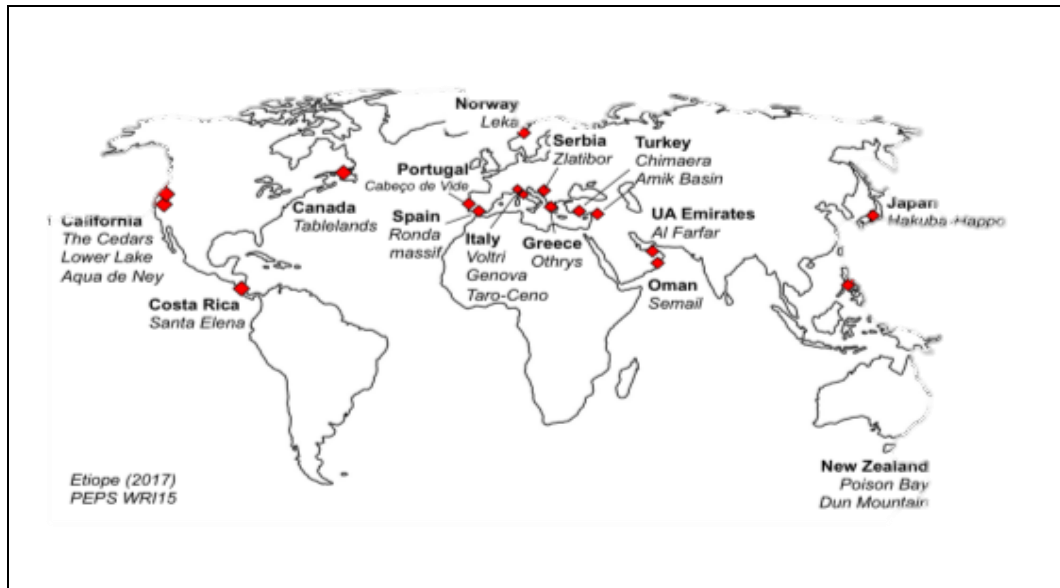 Norway
Leka
Serbia
Zlatibor
Turkey
Chimaera
Amik Basin
Portugal
Cabeço de Vide
Canada
Tablelands
Spain
Ronda
massif
Italy
Voltri
Genova
Taro-Ceno
Greece
Othrys
UA Emirates
Al Farfar
Oman
Semail
Japan
Hakuba-Happo
California
The Cedars
Lower Lake
Aqua de Ney
Costa Rica
Santa Elena
New Zealand
Poison Bay
Dun Mountain
Etiope (2017)
PEPS WRI15